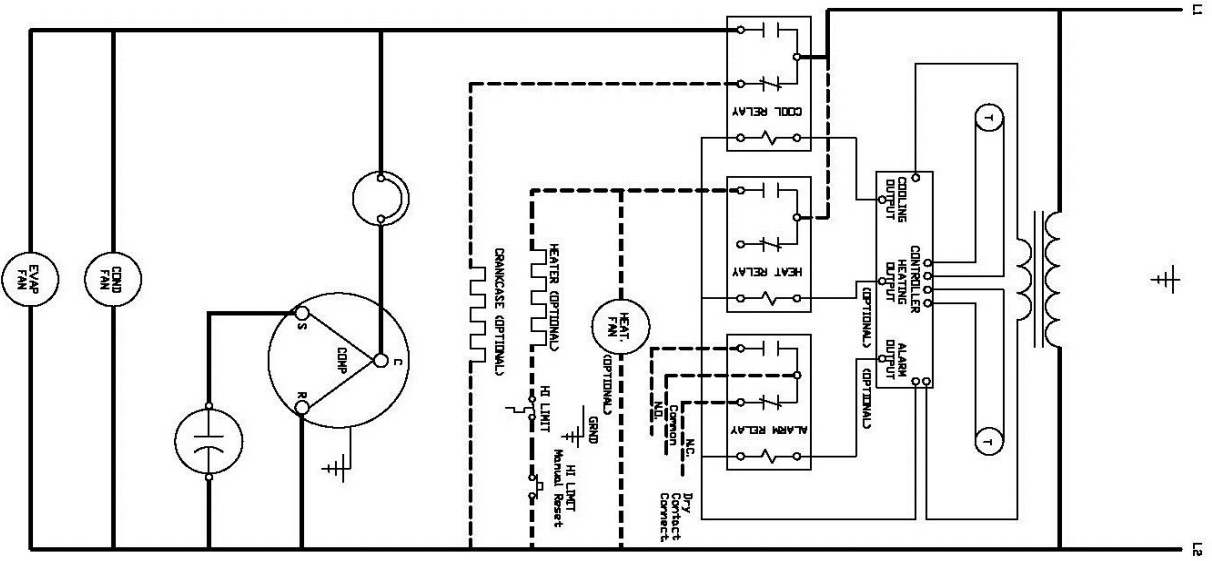 L1
COOL RELAY
T
COOLING
OUTPUT
CONTROLLER
HEATING
OUTPUT
(OPTIONAL)
ALARM
OUTPUT
(OPTIONAL)
T
HEAT RELAY
ALARM RELAY
N.O.
Common
N.C.
Dry
Contact
Connect
CRANKCASE (OPTIONAL)
HEATER (OPTIONAL)
HEAT.
FAN
(OPTIONAL)
HI LIMIT
GRND
HI LIMIT
Manual Reset
EVAP
FAN
COND
FAN
S
COMP
C
R
L2